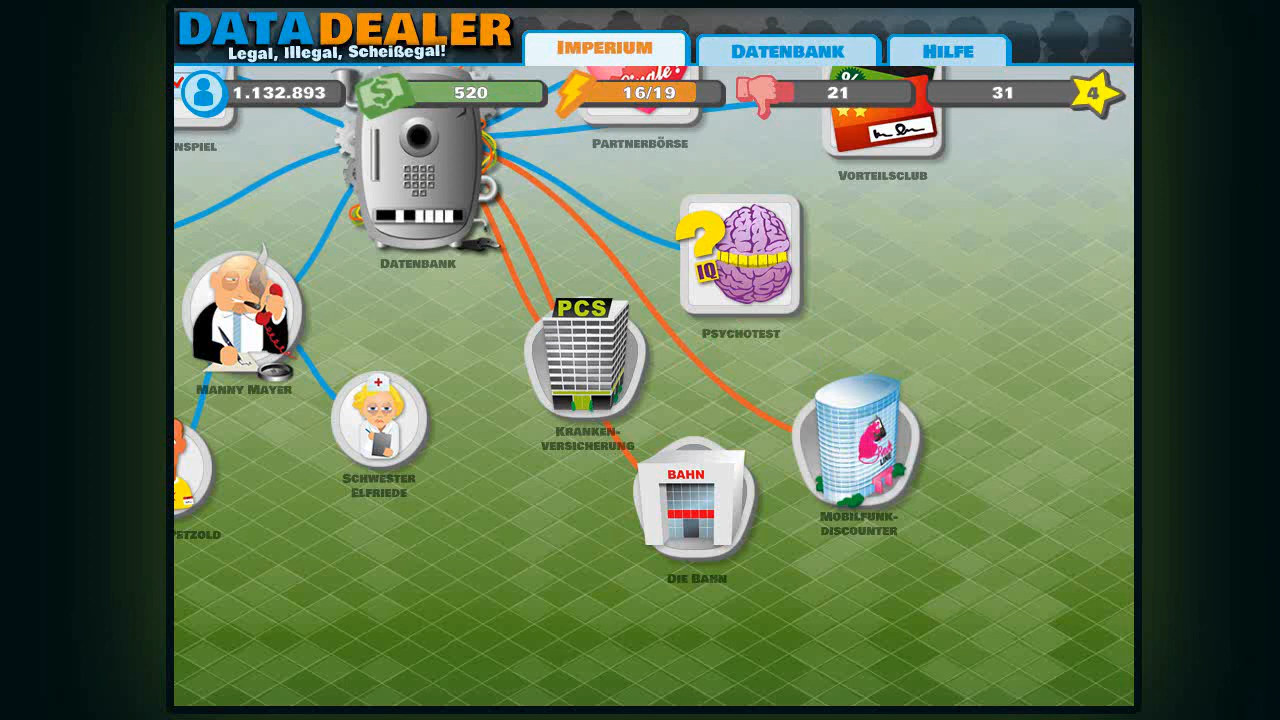 DATADEALER
Legal, Illegal, Scheißegal!
IMPERIUM
DATENBANK
HILFE
1.132.893
520
16/19
21
31
4
%
NSPIEL
PARTNERBÖRSE
VORTEILSCLUB
DATENBANK
?
IQ
PSYCHOTEST
PCS
MANNY MAYER
KRANKEN-
VERSICHERUNG
SCHWESTER
ELFRIEDE
BAHN
MOBILFUNK-
DISCOUNTER
PETZOLD
DIE BAHN